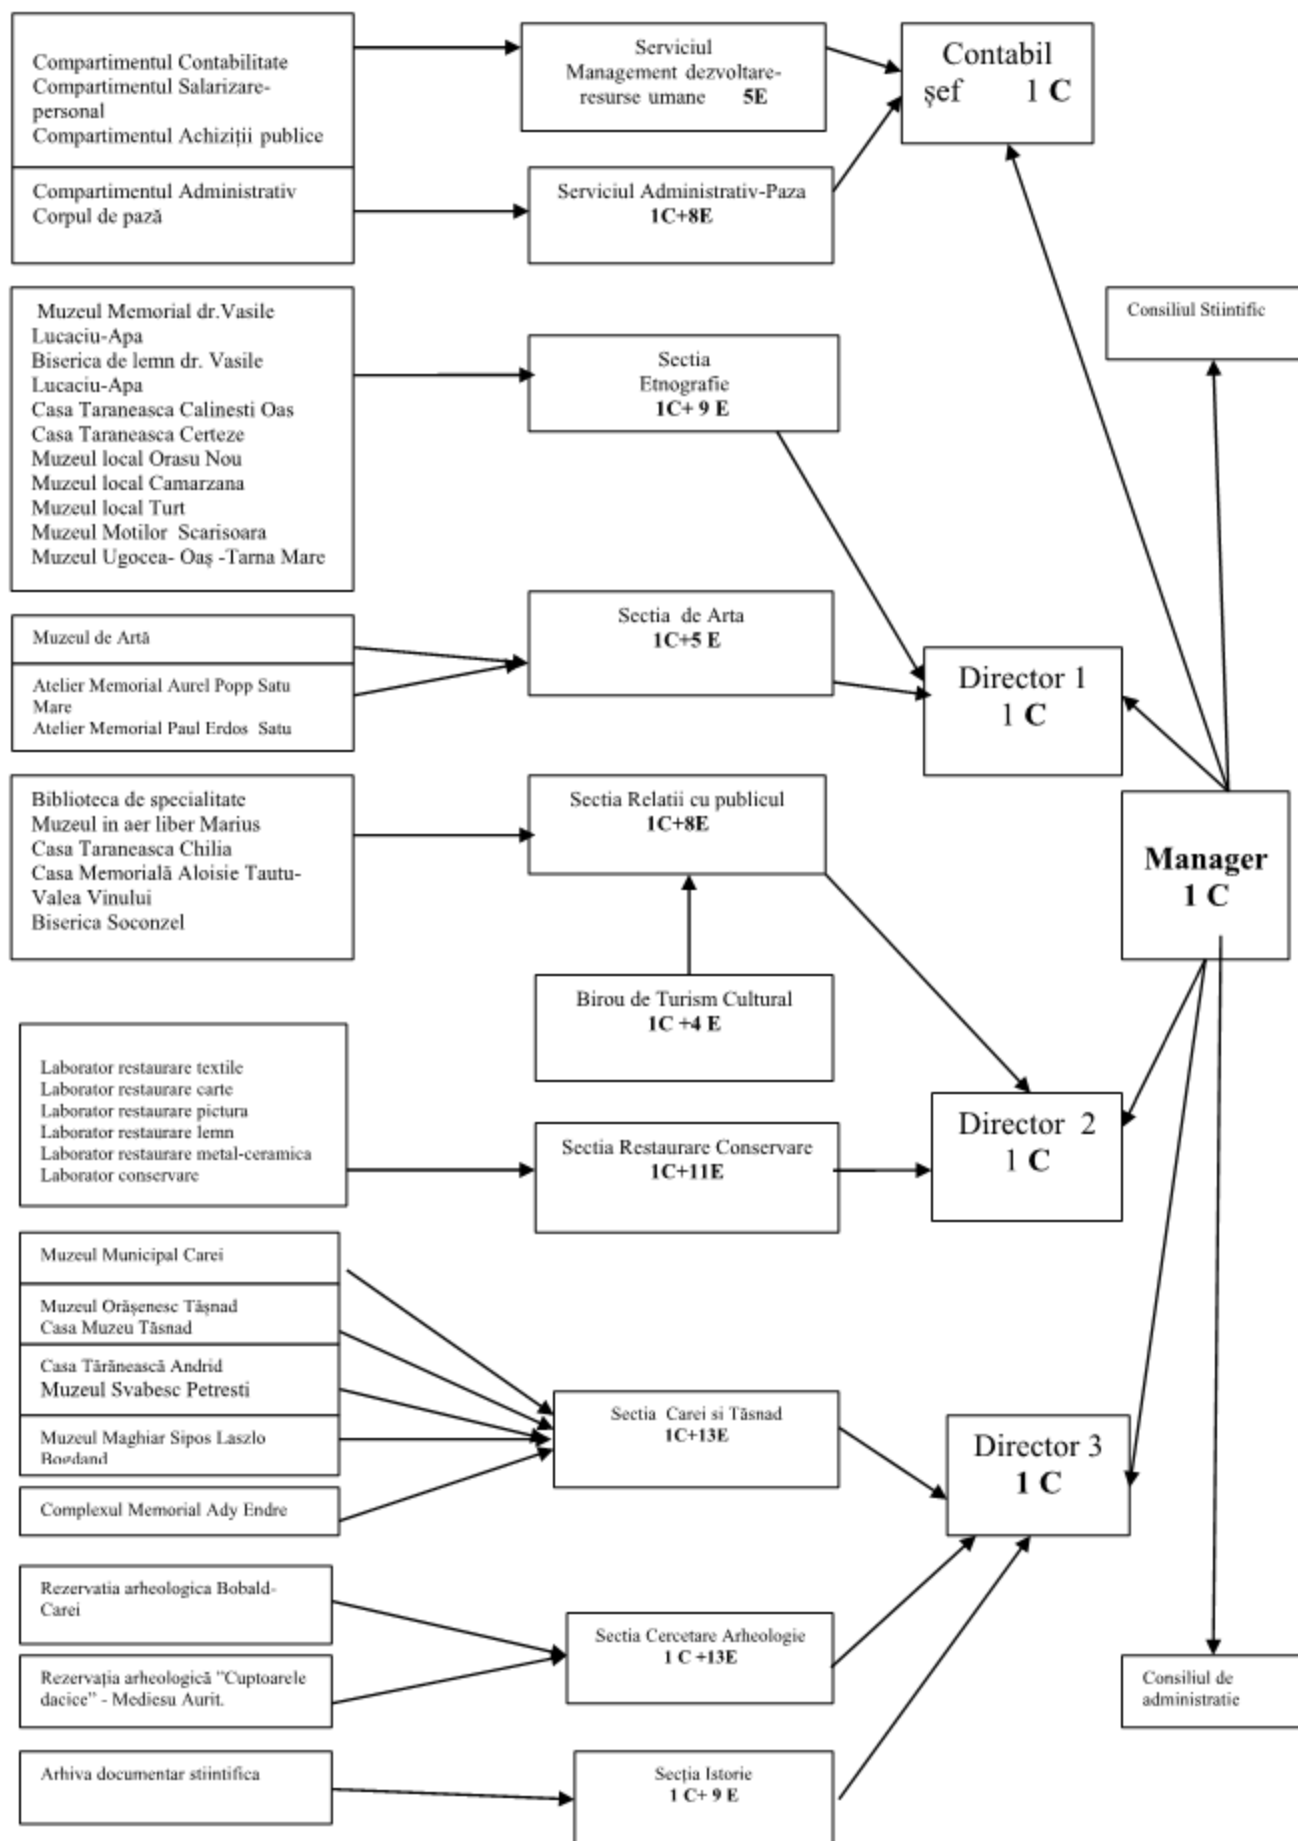 Compartimentul Contabilitate
Compartimentul Salarizare-
personal
Compartimentul Achiziții publice
Compartimentul Administrativ
Corpul de pază
Serviciul
Management dezvoltare-
resurse umane 5E
Serviciul Administrativ-Paza
1C+8E
Contabil
şef 1 C
Muzeul Memorial dr.Vasile
Lucaciu-Apa
Biserica de lemn dr. Vasile
Lucaciu-Apa
Casa Taraneasca Calinesti Oas
Casa Taraneasca Certeze
Muzeul local Orasu Nou
Muzeul local Camarzana
Muzeul local Turt
Muzeul Motilor Scarisoara
Muzeul Ugocea- Oaş -Tarna Mare
Sectia
Etnografie
1C+ 9 E
Consiliul Stiintific
Muzeul de Artă
Atelier Memorial Aurel Popp Satu
Mare
Atelier Memorial Paul Erdos Satu
Sectia de Arta
1C+5 E
Director 1
1 C
Biblioteca de specialitate
Muzeul in aer liber Marius
Casa Taraneasca Chilia
Casa Memorială Aloisie Tautu-
Valea Vinului
Biserica Soconzel
Sectia Relatii cu publicul
1C+8E
Manager
1 C
Birou de Turism Cultural
1C +4 E
Laborator restaurare textile
Laborator restaurare carte
Laborator restaurare pictura
Laborator restaurare lemn
Laborator restaurare metal-ceramica
Laborator conservare
Sectia Restaurare Conservare
1C+11E
Director 2
1 C
Muzeul Municipal Carei
Muzeul Orăşenesc Tăşnad
Casa Muzeu Tăsnad
Casa Tărănească Andrid
Muzeul Svabesc Petresti
Muzeul Maghiar Sipos Laszlo
Bogdand
Complexul Memorial Ady Endre
Sectia Carei si Tăsnad
1C+13E
Director 3
1 C
Rezervatia arheologica Bobald-
Carei
Rezervaţia arheologică ”Cuptoarele
dacice” - Mediesu Aurit.
Sectia Cercetare Arheologie
1 C +13E
Consiliul de
administratie
Arhiva documentar stiintifica
Secţia Istorie
1 C+ 9 E